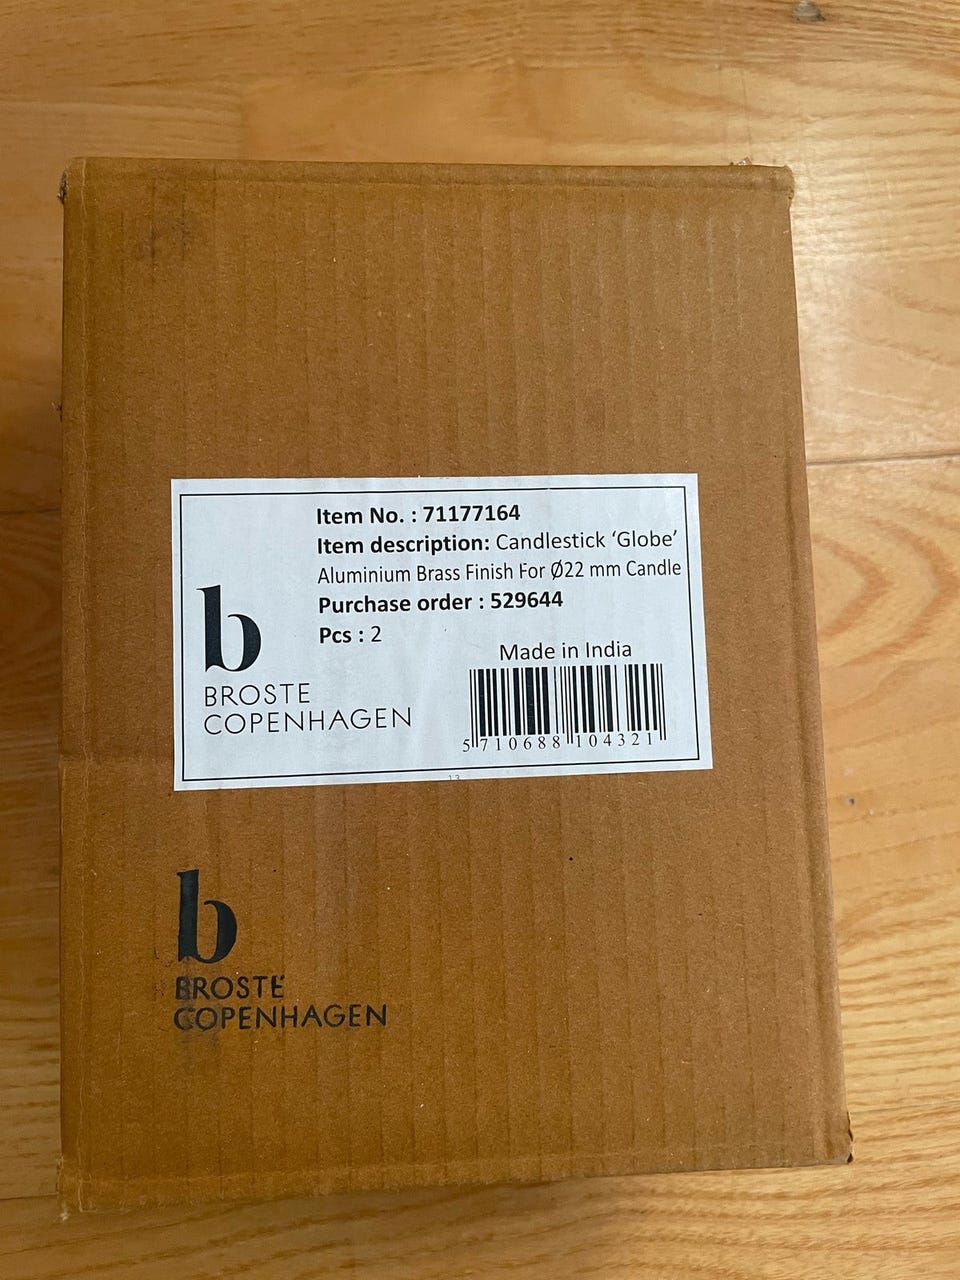 Item No. : 71177164
Item description: Candlestick ‘Globe’
Aluminium Brass Finish For Ø22 mm Candle
Purchase order : 529644
Pcs : 2
Made in India
b
BROSTE
COPENHAGEN
5 710688 104321
13
b
BROSTE
COPENHAGEN